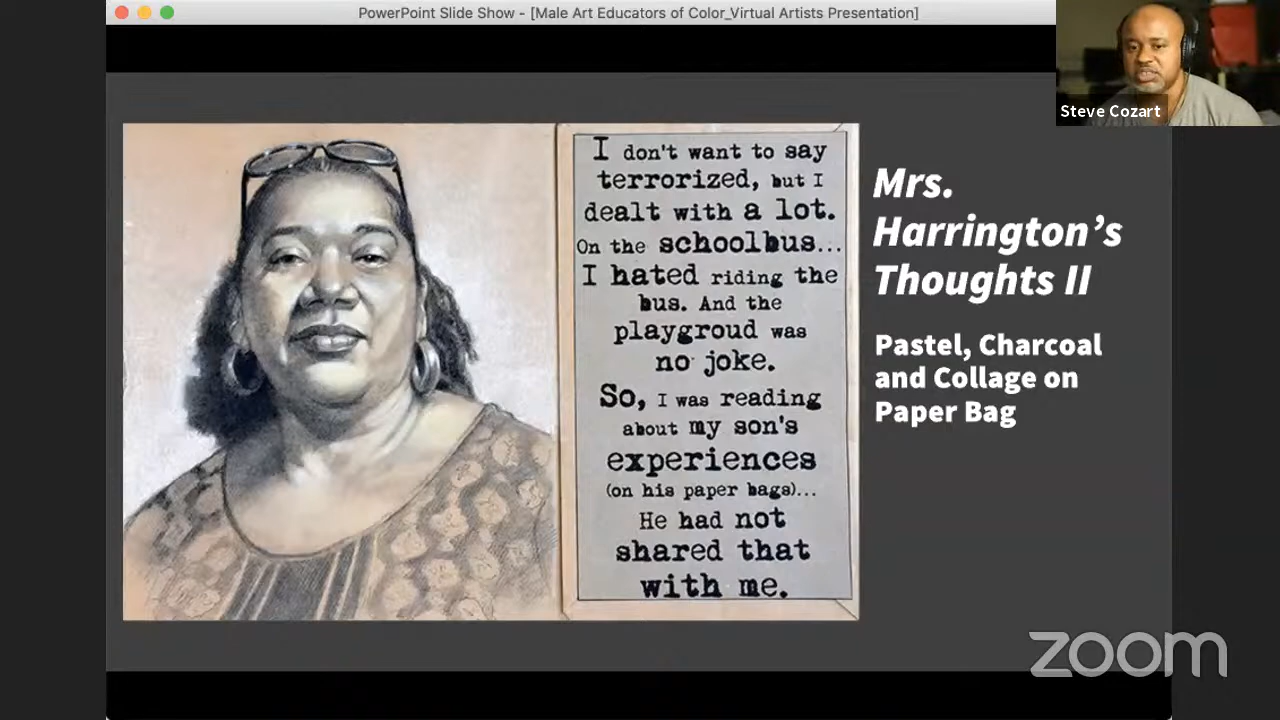 PowerPoint Slide Show - [Male Art Educators of Color_Virtual Artists Presentation]
Steve Cozart
I don't want to say
terrorized, but I
dealt with a lot.
On the schoolbus...
I hated riding the
bus. And the
playgroud was
no joke.
So, I was reading
about my son's
experiences
(on his paper bags)...
He had not
shared that
with me.
Mrs.
Harrington's
Thoughts II
Pastel, Charcoal
and Collage on
Paper Bag
zoom